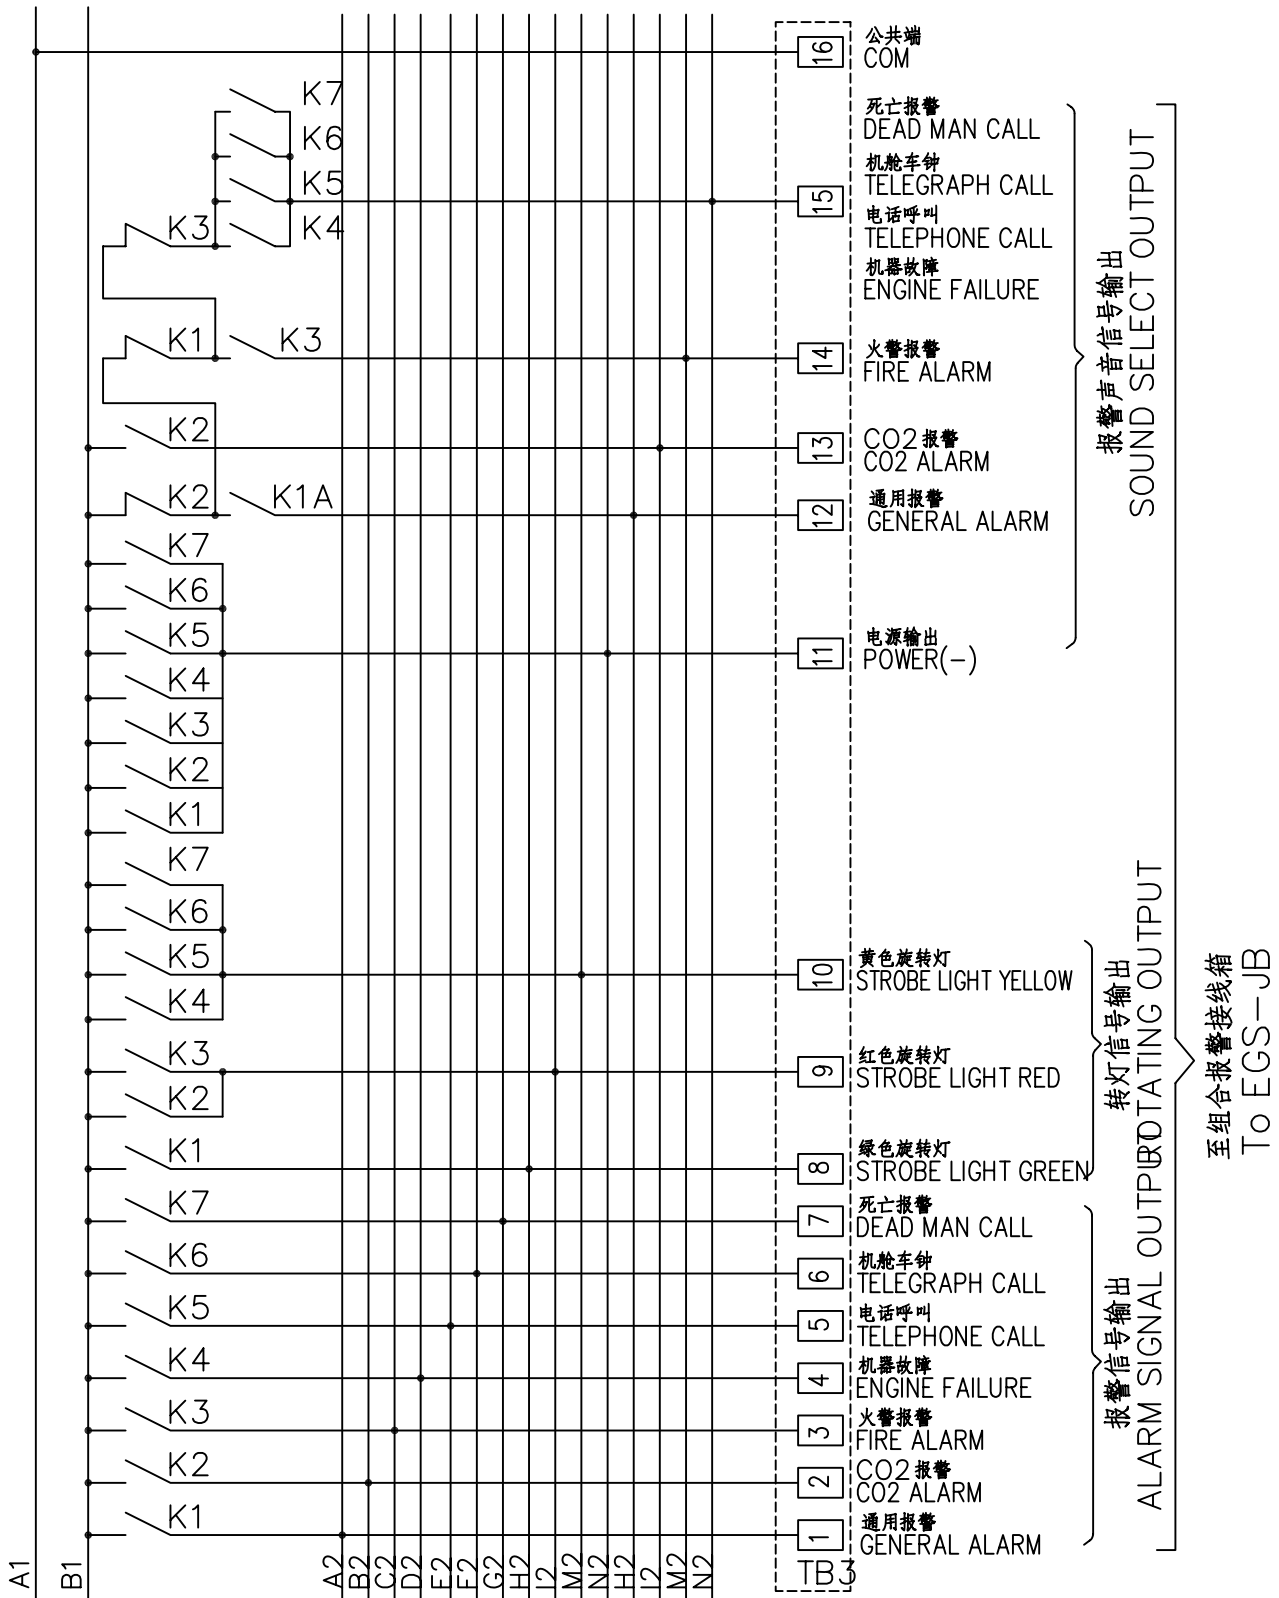 公共端
COM
16
K7
死亡报警
DEAD MAN CALL
K6
机舱车钟
TELEGRAPH CALL
K5
15
电话呼叫
TELEPHONE CALL
K3
K4
机器故障
ENGINE FAILURE
K1
K3
14
火警报警
FIRE ALARM
K2
13
CO2报警
CO2 ALARM
K2
K1A
12
通用报警
GENERAL ALARM
K7
K6
K5
11
电源输出
POWER(-)
K4
K3
K2
K1
报警声音信号输出
SOUND SELECT OUTPUT
K7
K6
K5
10
黄色旋转灯
STROBE LIGHT YELLOW
K4
K3
9
红色旋转灯
STROBE LIGHT RED
K2
K1
8
绿色旋转灯
STROBE LIGHT GREEN
转灯信号输出
ROTATING OUTPUT
至组合报警接线箱
To EGS-JB
K7
7
死亡报警
DEAD MAN CALL
K6
6
机舱车钟
TELEGRAPH CALL
K5
5
电话呼叫
TELEPHONE CALL
K4
4
机器故障
ENGINE FAILURE
K3
3
火警报警
FIRE ALARM
K2
2
CO2报警
CO2 ALARM
K1
1
通用报警
GENERAL ALARM
报警信号输出
ALARM SIGNAL OUTPUT
TB3
A1
B1
A2
B2
C2
D2
E2
F2
G2
H2
I2
M2
N2
H2
I2
M2
N2